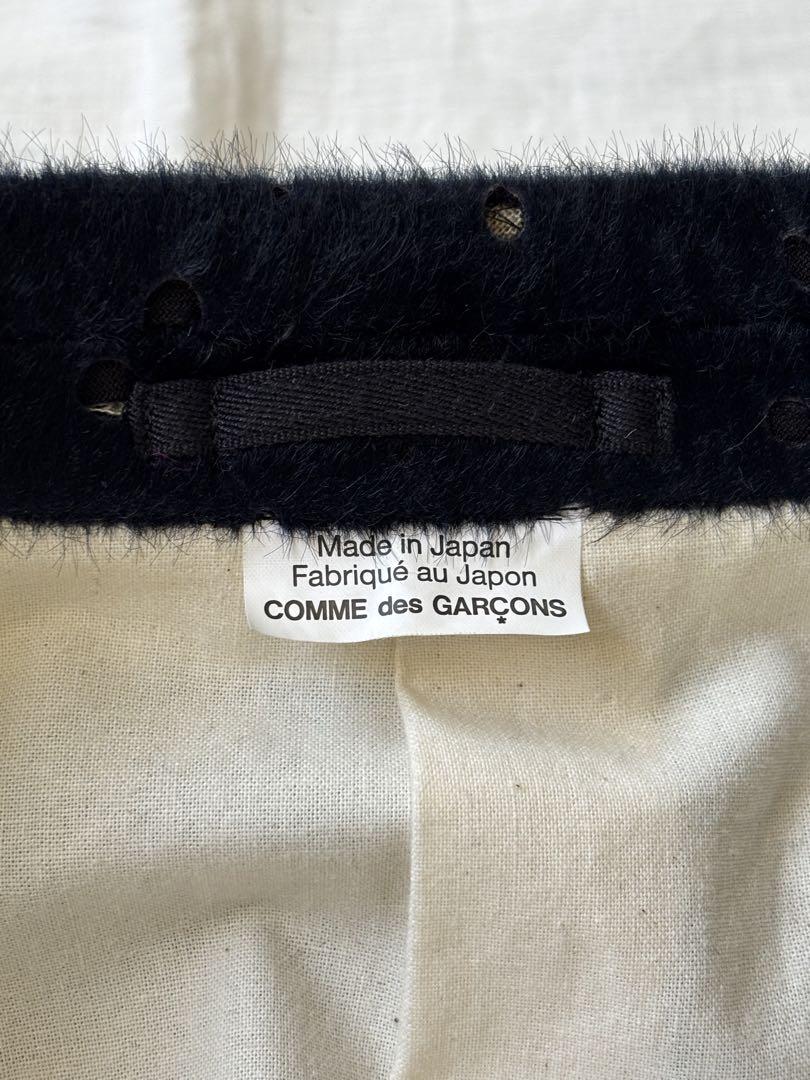 Made in Japan
Fabriqué au Japon
COMME des GARÇONS
*